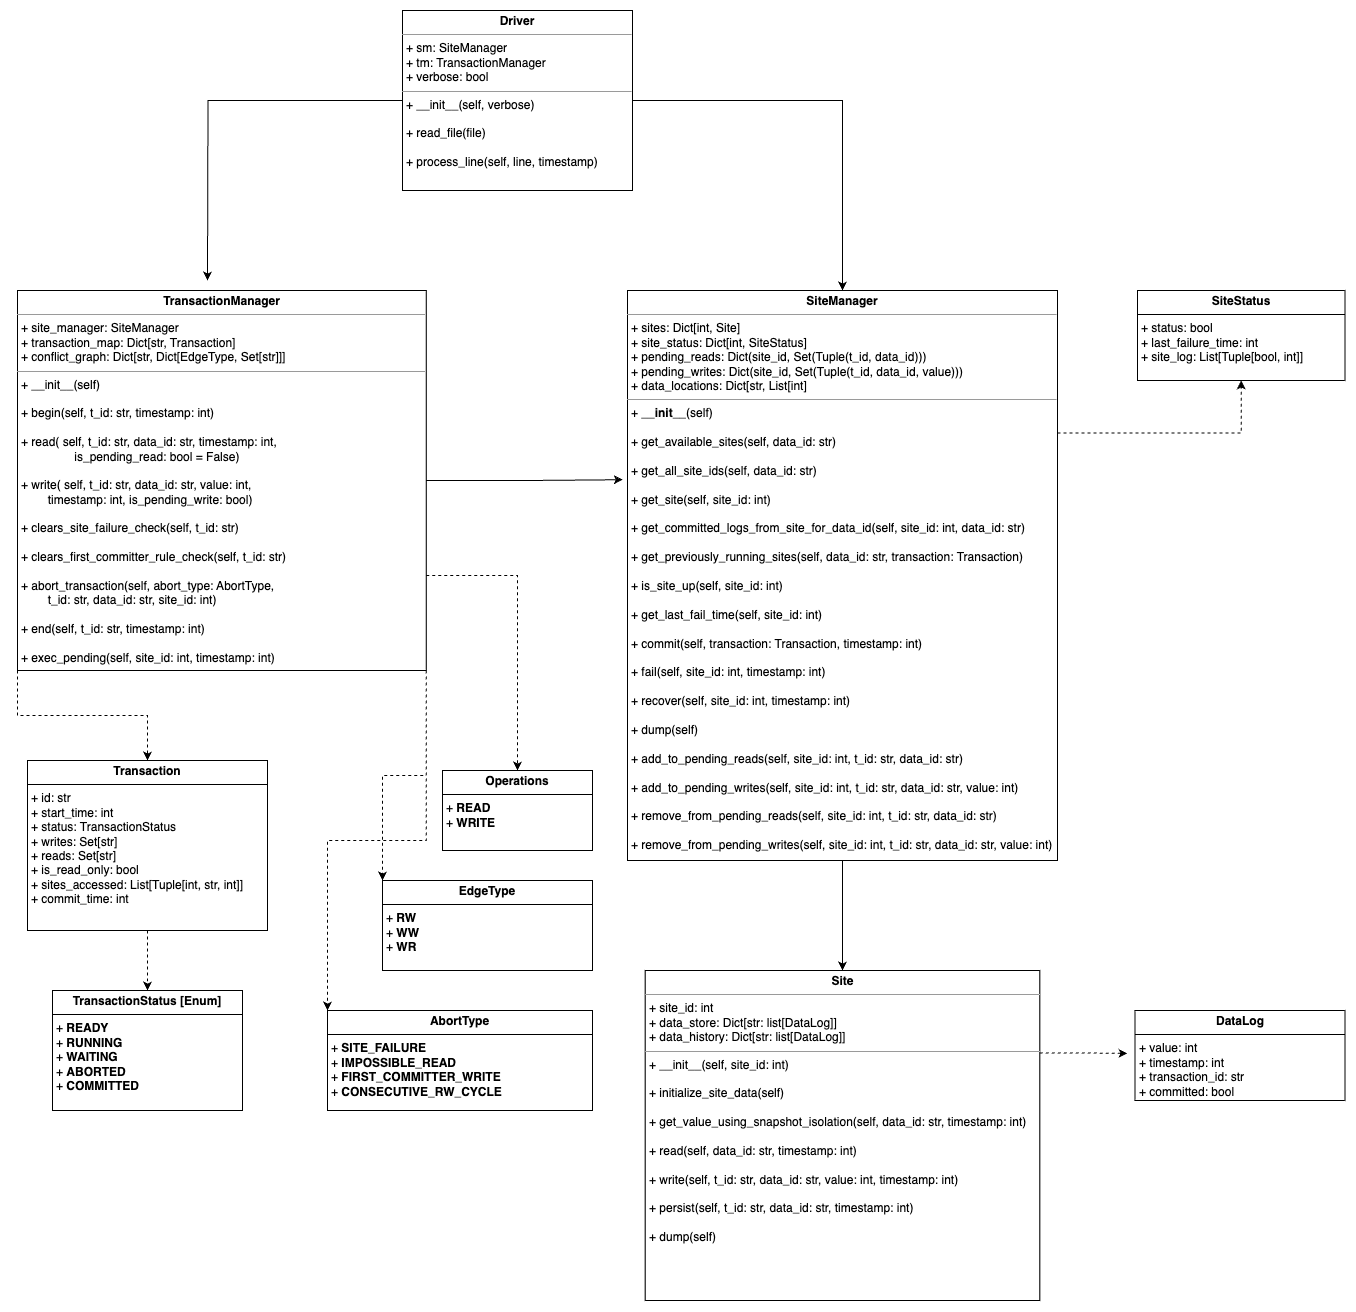 Driver
+ sm: SiteManager
+ tm: TransactionManager
+ verbose: bool
+ __init__(self, verbose)
+ read_file(file)
+ process_line(self, line, timestamp)
TransactionManager
+ site_manager: SiteManager
+ transaction_map: Dict[str, Transaction]
+ conflict_graph: Dict[str, Dict[EdgeType, Set[str]]]
+ __init__(self)
+ begin(self, t_id: str, timestamp: int)
+ read( self, t_id: str, data_id: str, timestamp: int,
is_pending_read: bool = False)
+ write( self, t_id: str, data_id: str, value: int,
timestamp: int, is_pending_write: bool)
+ clears_site_failure_check(self, t_id: str)
+ clears_first_committer_rule_check(self, t_id: str)
+ abort_transaction(self, abort_type: AbortType,
t_id: str, data_id: str, site_id: int)
+ end(self, t_id: str, timestamp: int)
+ exec_pending(self, site_id: int, timestamp: int)
SiteManager
+ sites: Dict[int, Site]
+ site_status: Dict[int, SiteStatus]
+ pending_reads: Dict(site_id, Set(Tuple(t_id, data_id)))
+ pending_writes: Dict(site_id, Set(Tuple(t_id, data_id, value)))
+ data_locations: Dict[str, List[int]
+ __init__(self)
+ get_available_sites(self, data_id: str)
+ get_all_site_ids(self, data_id: str)
+ get_site(self, site_id: int)
+ get_committed_logs_from_site_for_data_id(self, site_id: int, data_id: str)
+ get_previously_running_sites(self, data_id: str, transaction: Transaction)
+ is_site_up(self, site_id: int)
+ get_last_fail_time(self, site_id: int)
+ commit(self, transaction: Transaction, timestamp: int)
+ fail(self, site_id: int, timestamp: int)
+ recover(self, site_id: int, timestamp: int)
+ dump(self)
+ add_to_pending_reads(self, site_id: int, t_id: str, data_id: str)
+ add_to_pending_writes(self, site_id: int, t_id: str, data_id: str, value: int)
+ remove_from_pending_reads(self, site_id: int, t_id: str, data_id: str)
+ remove_from_pending_writes(self, site_id: int, t_id: str, data_id: str, value: int)
SiteStatus
+ status: bool
+ last_failure_time: int
+ site_log: List[Tuple[bool, int]]
Transaction
+ id: str
+ start_time: int
+ status: TransactionStatus
+ writes: Set[str]
+ reads: Set[str]
+ is_read_only: bool
+ sites_accessed: List[Tuple[int, str, int]]
+ commit_time: int
Operations
+ READ
+ WRITE
EdgeType
+ RW
+ WW
+ WR
TransactionStatus [Enum]
+ READY
+ RUNNING
+ WAITING
+ ABORTED
+ COMMITTED
AbortType
+ SITE_FAILURE
+ IMPOSSIBLE_READ
+ FIRST_COMMITTER_WRITE
+ CONSECUTIVE_RW_CYCLE
Site
+ site_id: int
+ data_store: Dict[str: list[DataLog]]
+ data_history: Dict[str: list[DataLog]]
+ __init__(self, site_id: int)
+ initialize_site_data(self)
+ get_value_using_snapshot_isolation(self, data_id: str, timestamp: int)
+ read(self, data_id: str, timestamp: int)
+ write(self, t_id: str, data_id: str, value: int, timestamp: int)
+ persist(self, t_id: str, data_id: str, timestamp: int)
+ dump(self)
DataLog
+ value: int
+ timestamp: int
+ transaction_id: str
+ committed: bool